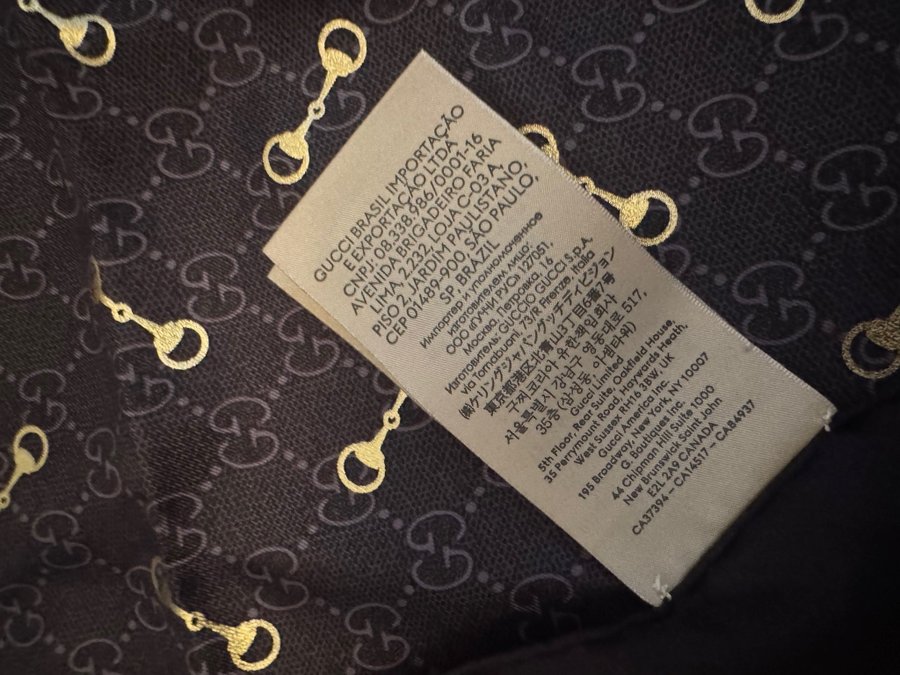 GUCCI BRASIL IMPORTAÇÃO
E EXPORTAÇÃO LTDA
CNPJ: 08.338.986/0001-16
AVENIDA BRIGADEIRO FARIA
LIMA, 2.232, LOJA C-03 A
PISO 2, JARDIM PAULISTANO,
CEP 01489-900, SÃO PAULO,
SP, BRAZIL
Импортер и уполномоченное
изготовителем лицо:
ООО «ГУЧЧИ РУС» 127051,
Москва, Петровка, 16
Изготовитель: GUCCIO GUCCI S.p.A.
via Tornabuoni 73/R Firenze, Italia
㈱ケリングジャパングッチディビジョン
東京都港区北青山3丁目6番1号
구찌코리아 유한책임회사
서울특별시 강남구 영동대로 517,
35층 (삼성동, 아셈타워)
Gucci Limited
5th Floor, Rear Suite, Oakfield House,
35 Perrymount Road, Haywards Heath,
West Sussex RH16 3BW, UK
Gucci America Inc.
195 Broadway, New York, NY 10007
G. Boutiques Inc.
44 Chipman Hill Suite 1000
New Brunswick Saint John
E2L 2A9 CANADA
CA37394 – CA14517 – CA84937